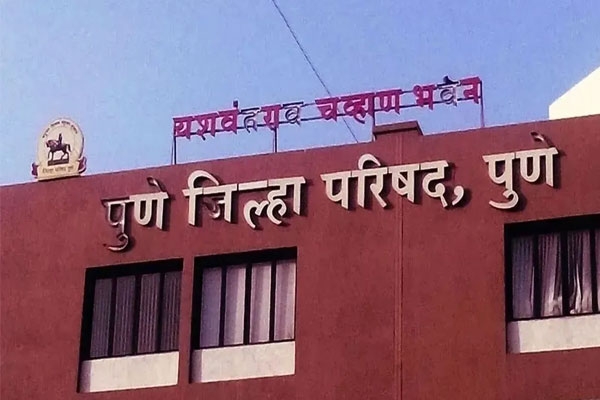 यशवंतराव चव्हाण भवन
पुणे जिल्हा परिषद, पुणे